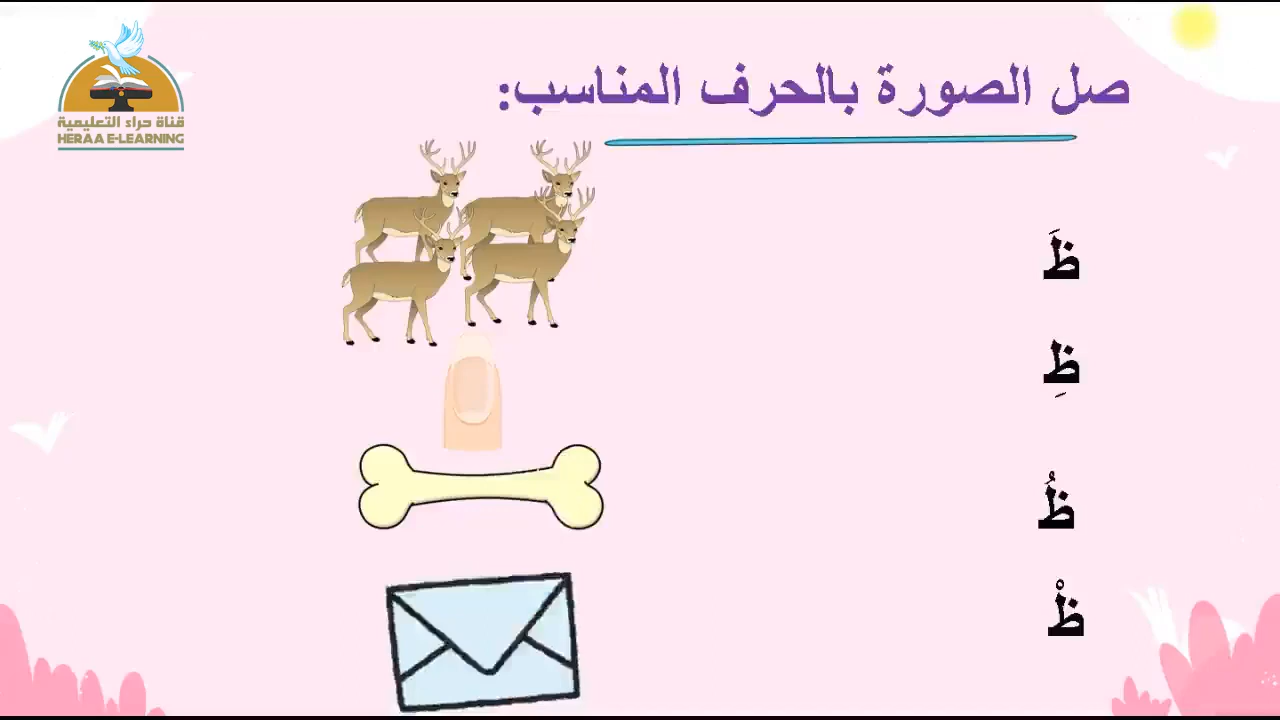 صل الصورة بالحرف المناسب:
قناة حراء التعليمية
HERAA E-LEARNING
ظَ
ظِ
ظُ
ظْ